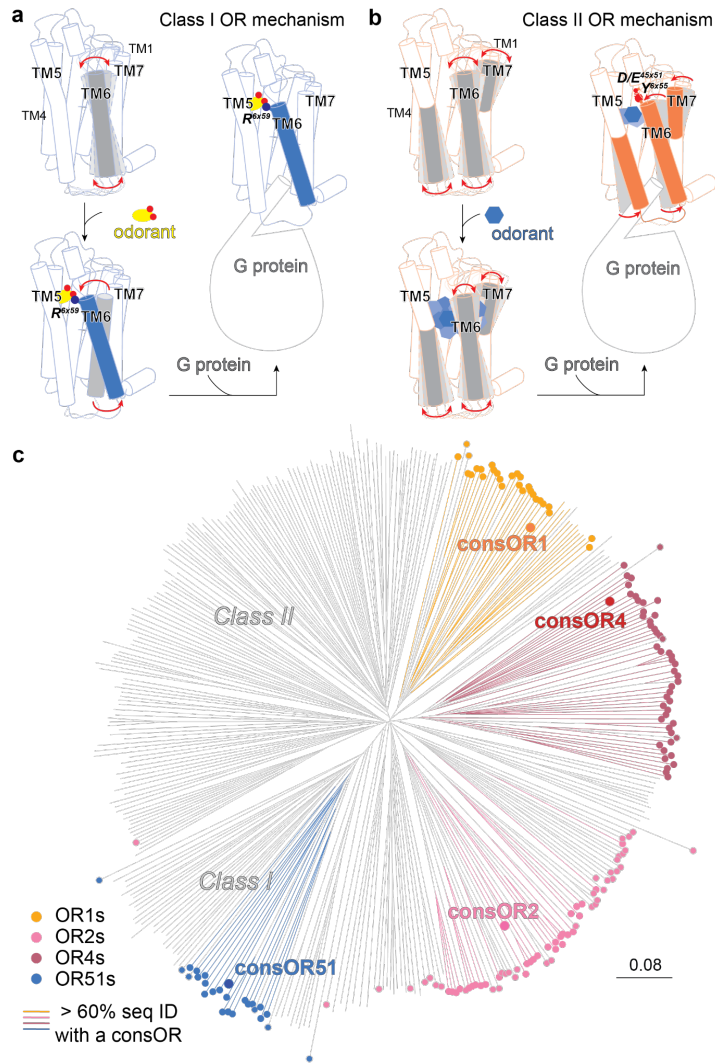 a
Class I OR mechanism
TM1
TM5
TM7
TM6
TM4
odorant
TM5
TM7
R6x59
TM6
G protein
TM5
TM7
R6x59
TM6
G protein
b
Class II OR mechanism
TM1
TM5
TM7
TM6
TM4
odorant
D/E45x51
Y6x55
TM5
TM7
TM6
G protein
TM5
TM7
TM6
G protein
c
consOR1
Class II
consOR4
Class I
consOR2
consOR51
OR1s
OR2s
OR4s
OR51s
> 60% seq ID
with a consOR
0.08